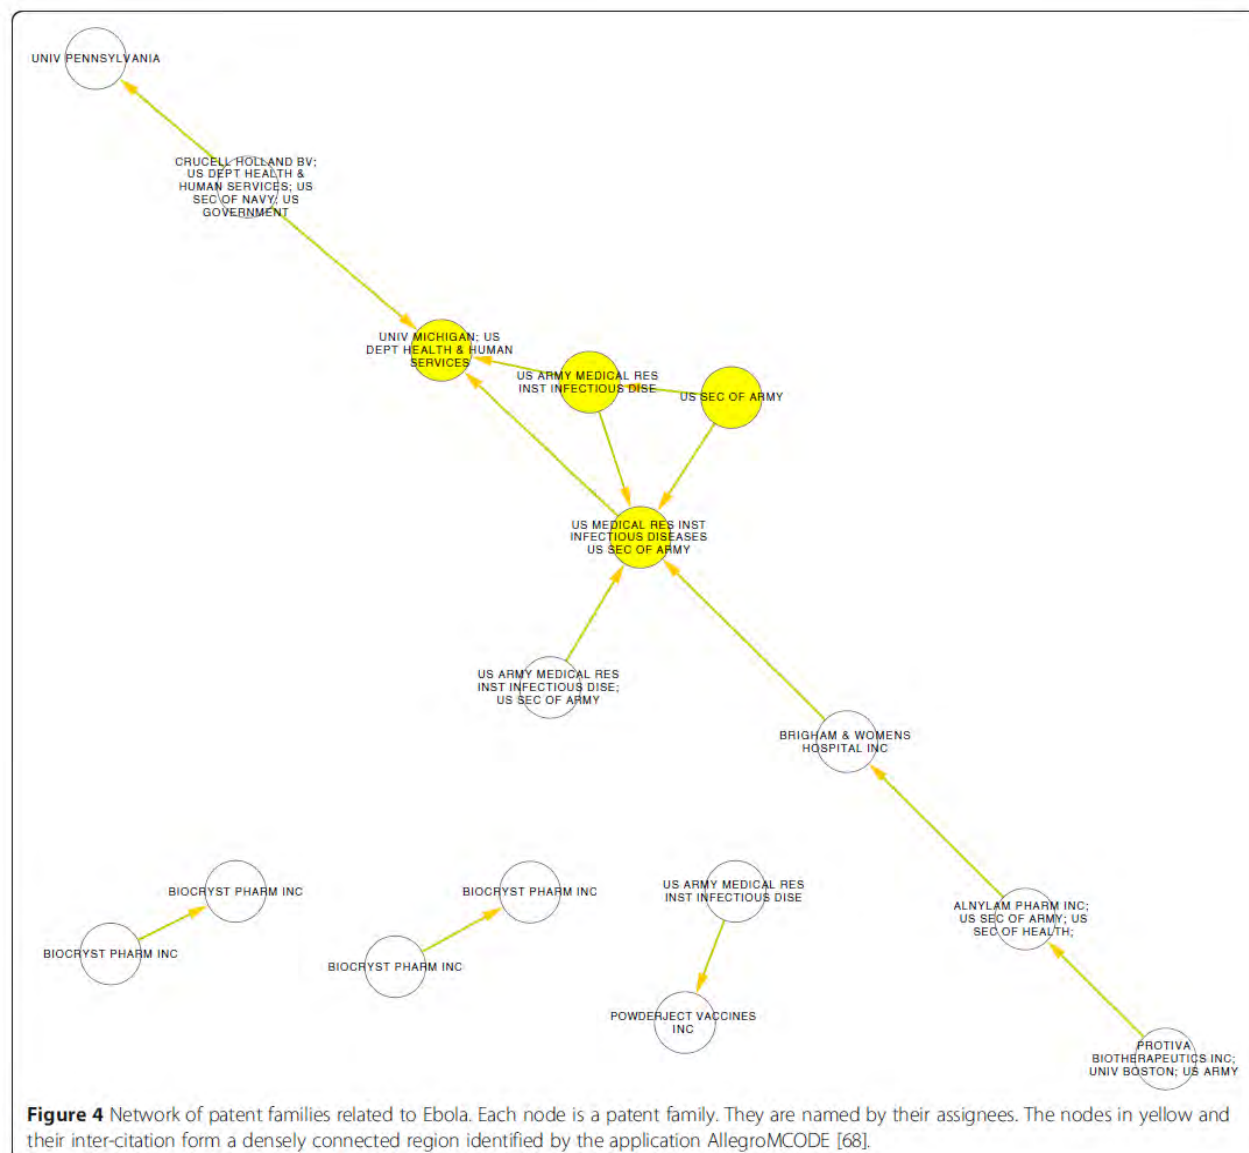 UNIV PENNSYLVANIA
CRUCELL HOLLAND BV;
US DEPT HEALTH &
HUMAN SERVICES; US
SEC OF NAVY; US
GOVERNMENT
UNIV MICHIGAN; US
DEPT HEALTH & HUMAN
SERVICES
US ARMY MEDICAL RES
INST INFECTIOUS DISE
US SEC OF ARMY
US MEDICAL RES INST
INFECTIOUS DISEASES
US SEC OF ARMY
US ARMY MEDICAL RES
INST INFECTIOUS DISE;
US SEC OF ARMY
BRIGHAM & WOMENS
HOSPITAL INC
BIOCRYST PHARM INC
BIOCRYST PHARM INC
BIOCRYST PHARM INC
BIOCRYST PHARM INC
US ARMY MEDICAL RES
INST INFECTIOUS DISE
POWDERJECT VACCINES
INC
ALNYLAM PHARM INC;
US SEC OF ARMY; US
SEC OF HEALTH;
PROTIVA
BIOTHERAPEUTICS INC;
UNIV BOSTON; US ARMY
Figure 4 Network of patent families related to Ebola. Each node is a patent family. They are named by their assignees. The nodes in yellow and
their inter-citation form a densely connected region identified by the application AllegroMCODE [68].